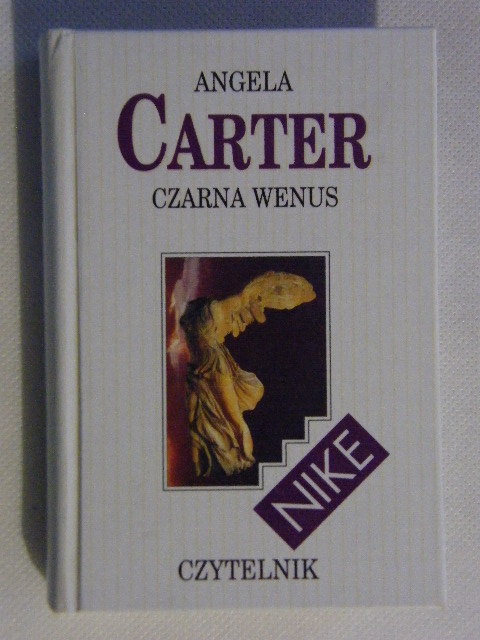 ANGELA
CARTER
CZARNA WENUS
NIKE
CZYTELNIK